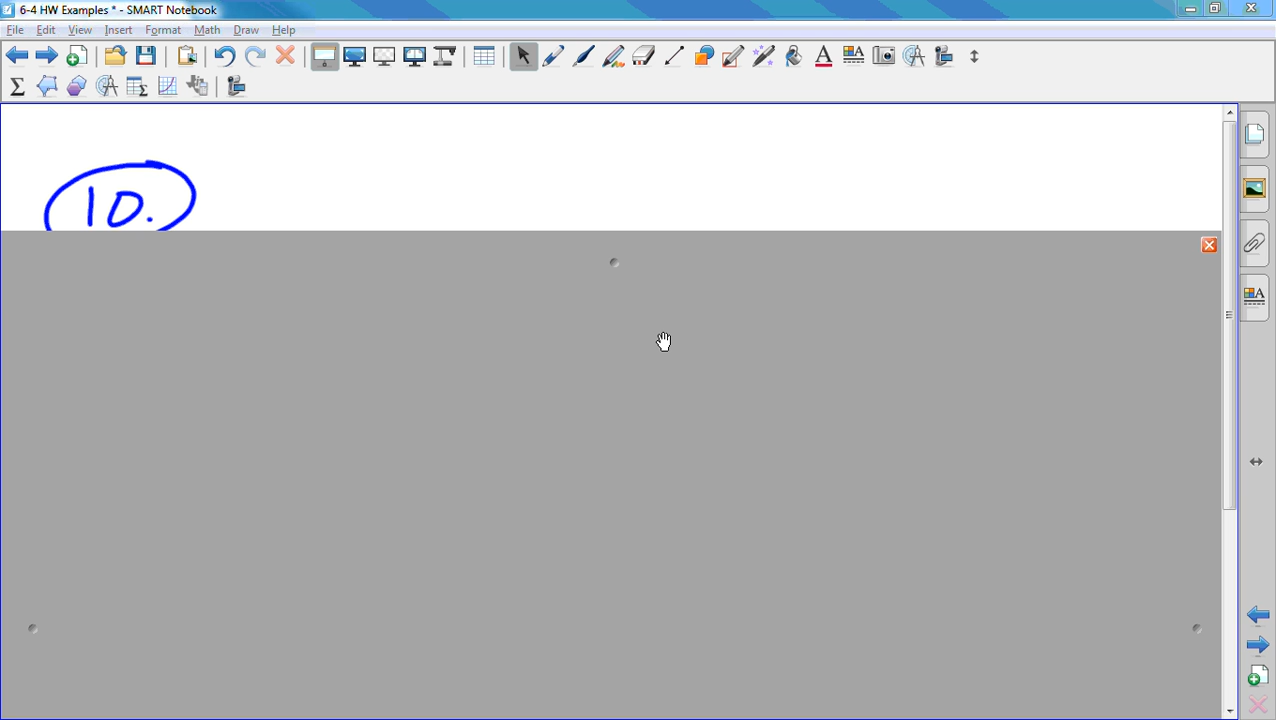 6-4 HW Examples * - SMART Notebook
File Edit View Insert Format Math Draw Help
10.